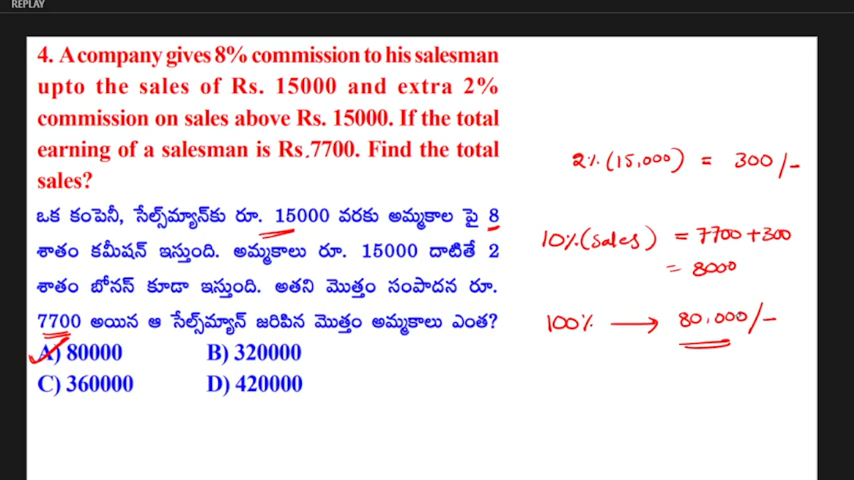 REPLAY
4. A company gives 8% commission to his salesman
upto the sales of Rs. 15000 and extra 2%
commission on sales above Rs. 15000. If the total
earning of a salesman is Rs.7700. Find the total
sales?
ఒక కంపెనీ, సేల్స్‌మ్యాన్‌కు రూ. 15000 వరకు అమ్మకాల పై 8
శాతం కమీషన్ ఇస్తుంది. అమ్మకాలు రూ. 15000 దాటితే 2
శాతం బోనస్ కూడా ఇస్తుంది. అతని మొత్తం సంపాదన రూ.
7700 అయిన ఆ సేల్స్‌మ్యాన్ జరిపిన మొత్తం అమ్మకాలు ఎంత?
A) 80000 B) 320000
C) 360000 D) 420000
2%(15,000) = 300/-
10%(sales) = 7700+300
= 8000
100% → 80,000/-